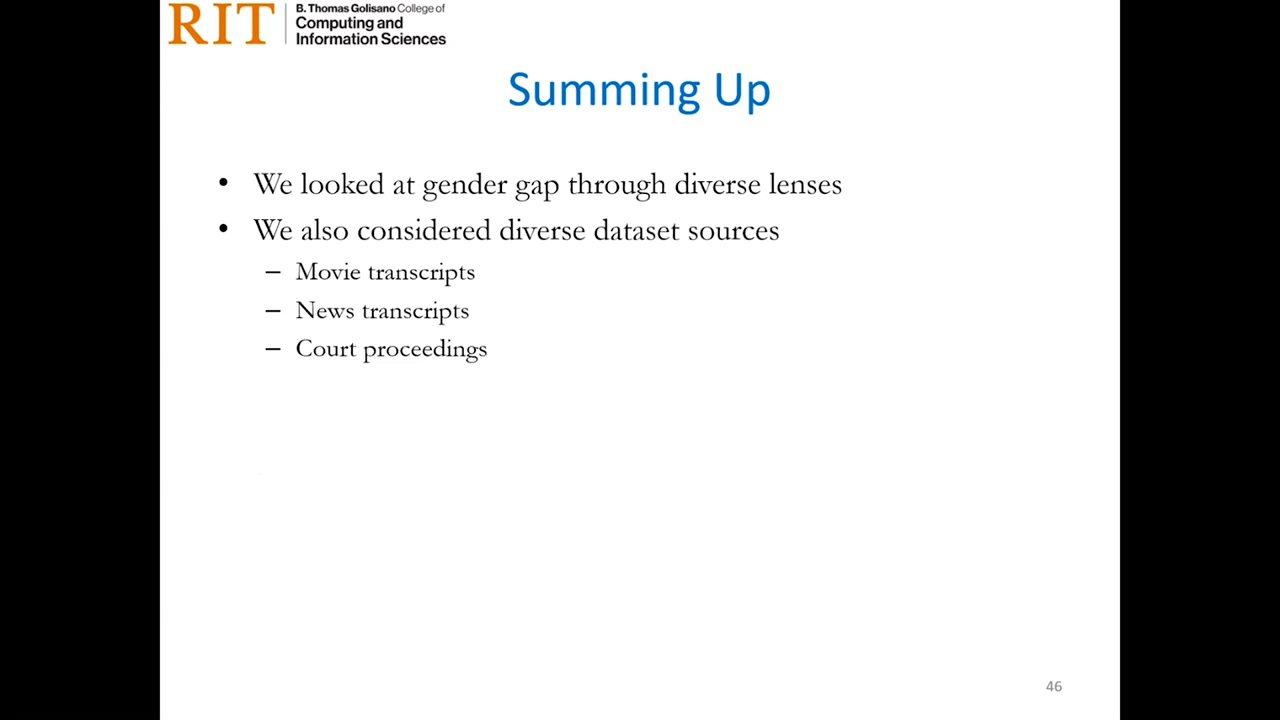 RIT
B. Thomas Golisano College of
Computing and
Information Sciences
Summing Up
• We looked at gender gap through diverse lenses
• We also considered diverse dataset sources
– Movie transcripts
– News transcripts
– Court proceedings
46